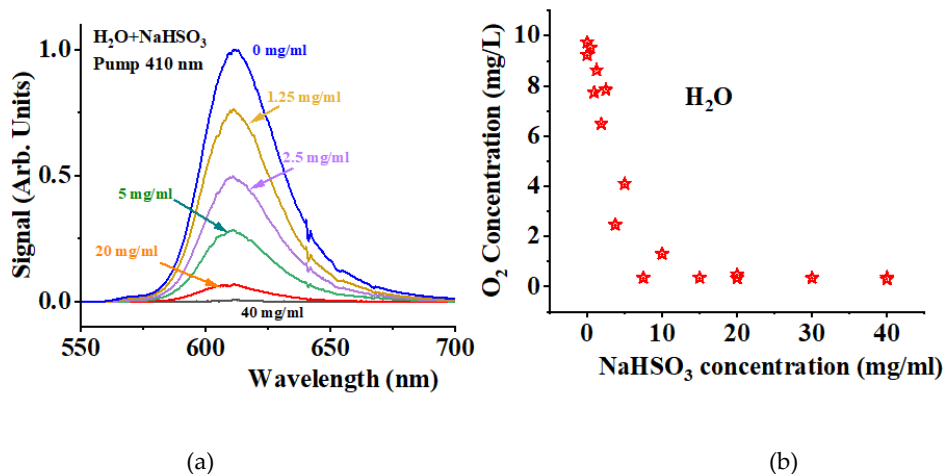 H₂O+NaHSO₃
Pump 410 nm
0 mg/ml
1.25 mg/ml
2.5 mg/ml
5 mg/ml
20 mg/ml
40 mg/ml
Signal (Arb. Units)
1.0
0.5
0.0
550 600 650 700
Wavelength (nm)
(a)
H₂O
O₂ Concentration (mg/L)
10
8
6
4
2
0
0 10 20 30 40
NaHSO₃ concentration (mg/ml)
(b)